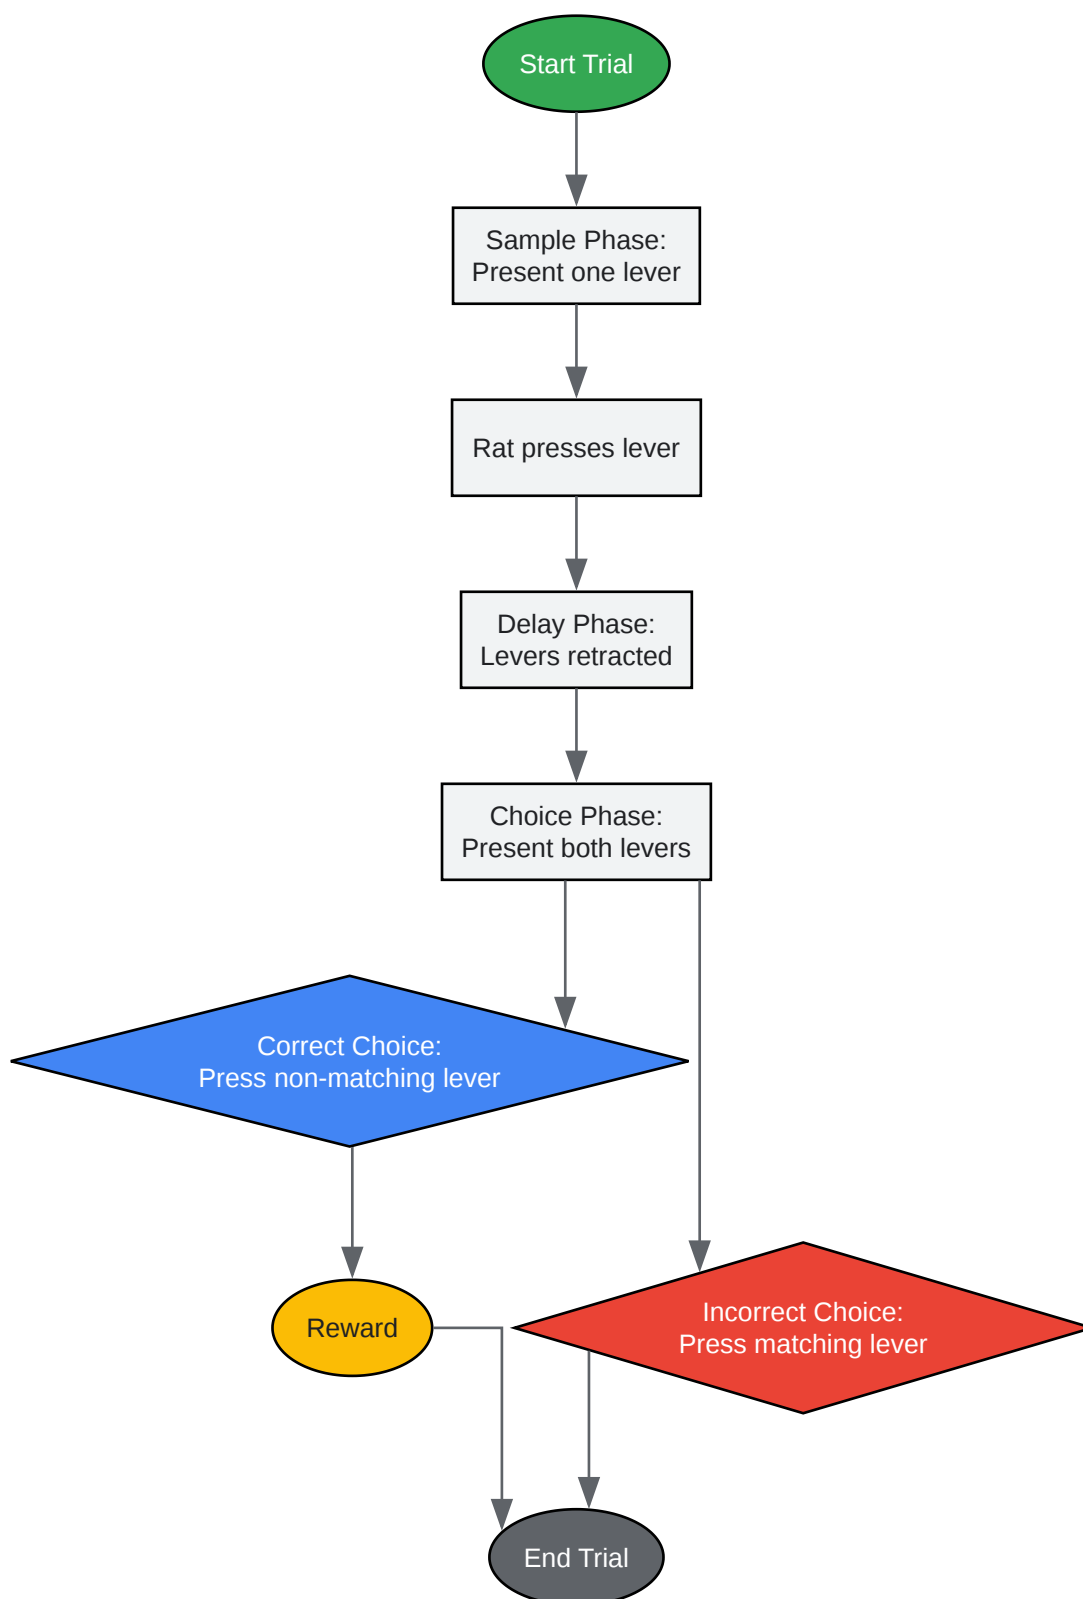 Start Trial
Sample Phase:
Present one lever
Rat presses lever
Delay Phase:
Levers retracted
Choice Phase:
Present both levers
Correct Choice:
Press non-matching lever
Reward
Incorrect Choice:
Press matching lever
End Trial